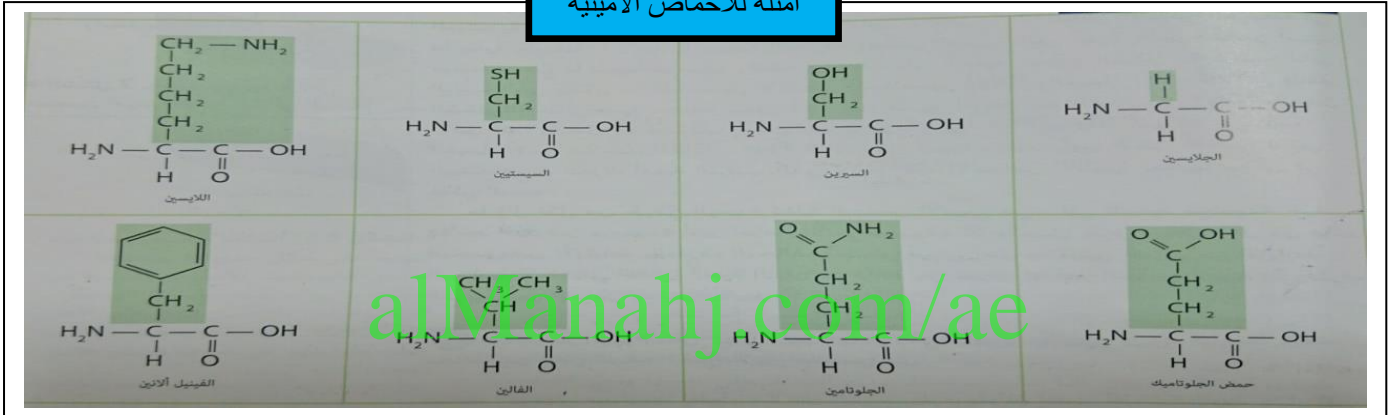 امثلة للأحماض الامينية
H
H₂N — C — C — OH
H O
الجلايسين
OH
CH₂
H₂N — C — C — OH
H O
السيرين
SH
CH₂
H₂N — C — C — OH
H O
السيستيين
CH₂ — NH₂
CH₂
CH₂
CH₂
H₂N — C — C — OH
H O
اللايسين
O OH
C
CH₂
CH₂
H₂N — C — C — OH
H O
حمض الجلوتاميك
O NH₂
C
CH₂
CH₂
H₂N — C — C — OH
H O
الجلوتامين
CH₃ CH₃
CH
H₂N — C — C — OH
H O
الفالين
CH₂
H₂N — C — C — OH
H O
الفينيل ألانين
alManahj.com/ae